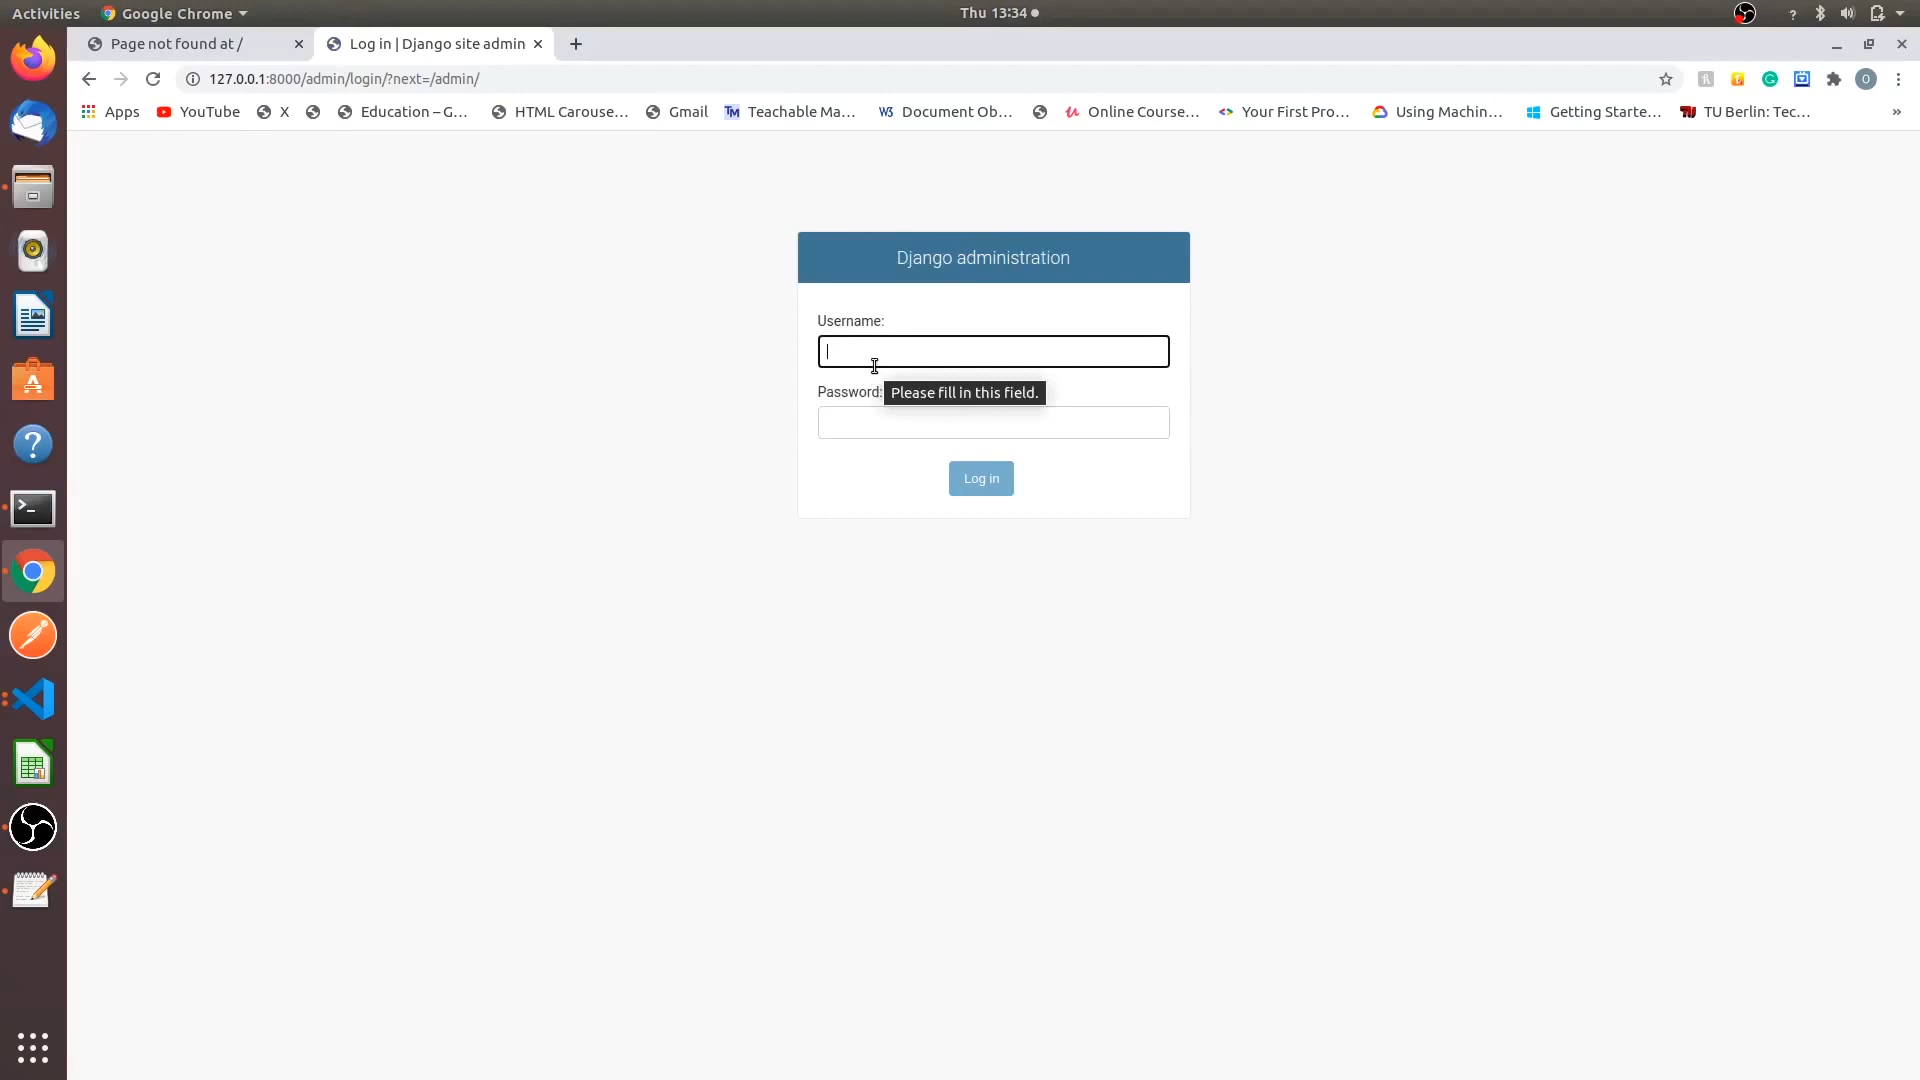 Activities Google Chrome Thu 13:34
Page not found at / Log in | Django site admin
127.0.0.1:8000/admin/login/?next=/admin/
Apps YouTube X Education – G... HTML Carouse... Gmail TM Teachable Ma... W3 Document Ob... Online Course... Your First Pro... Using Machin... Getting Starte... TU Berlin: Tec... »
Django administration
Username:
Password: Please fill in this field.
Log in